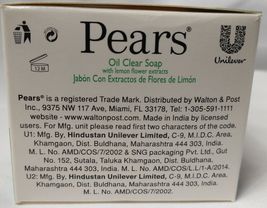 Pears®
Oil Clear Soap
with lemon flower extracts
Jabón Con Extractos de Flores de Limón
12 M
Unilever
Pears® is a registered Trade Mark. Distributed by Walton & Post
Inc., 9375 NW 117 Ave, Miami, FL 33178, Tel: 1-305-591-1111
website - www.waltonpost.com. Made in India by licensed
users. For Mfg. unit please read first two characters of the code.
U1: Mfg. By, Hindustan Unilever Limited, C-9, M.I.D.C. Area,
Khamgaon, Dist. Buldhana, Maharashtra 444 303, India.
M. L. No. AMD/COS/7/2002 & SNG packaging Pvt. Ltd., Gut
No. 152, Sutala, Taluka Khamgaon, Dist. Buldhana,
Maharashtra 444 303, India. M. L. No. AMD/COS/L.L/1-A/2014.
U2: Mfg. By, Hindustan Unilever Limited, C-9, M.I.D.C. Area,
Khamgaon, Dist. Buldhana, Maharashtra 444 303, India.
M. L. No. AMD/COS/7/2002